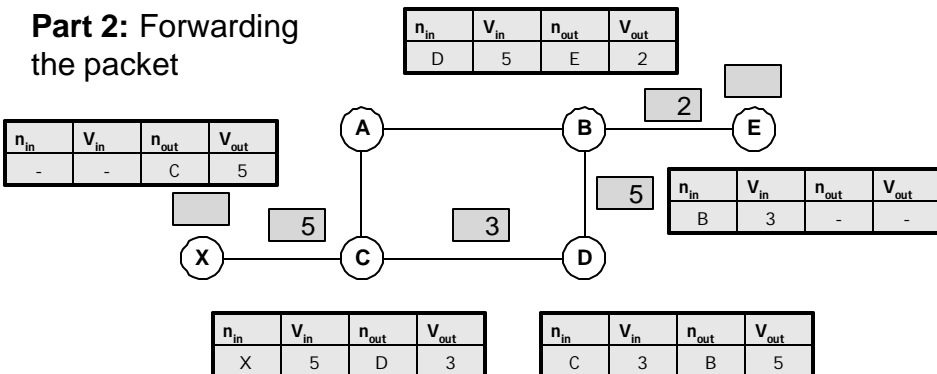 Part 2: Forwarding
the packet
n_in V_in n_out V_out
D 5 E 2
2
A
B
E
n_in V_in n_out V_out
- - C 5
5
n_in V_in n_out V_out
B 3 - -
5
3
X
C
D
n_in V_in n_out V_out
X 5 D 3
n_in V_in n_out V_out
C 3 B 5